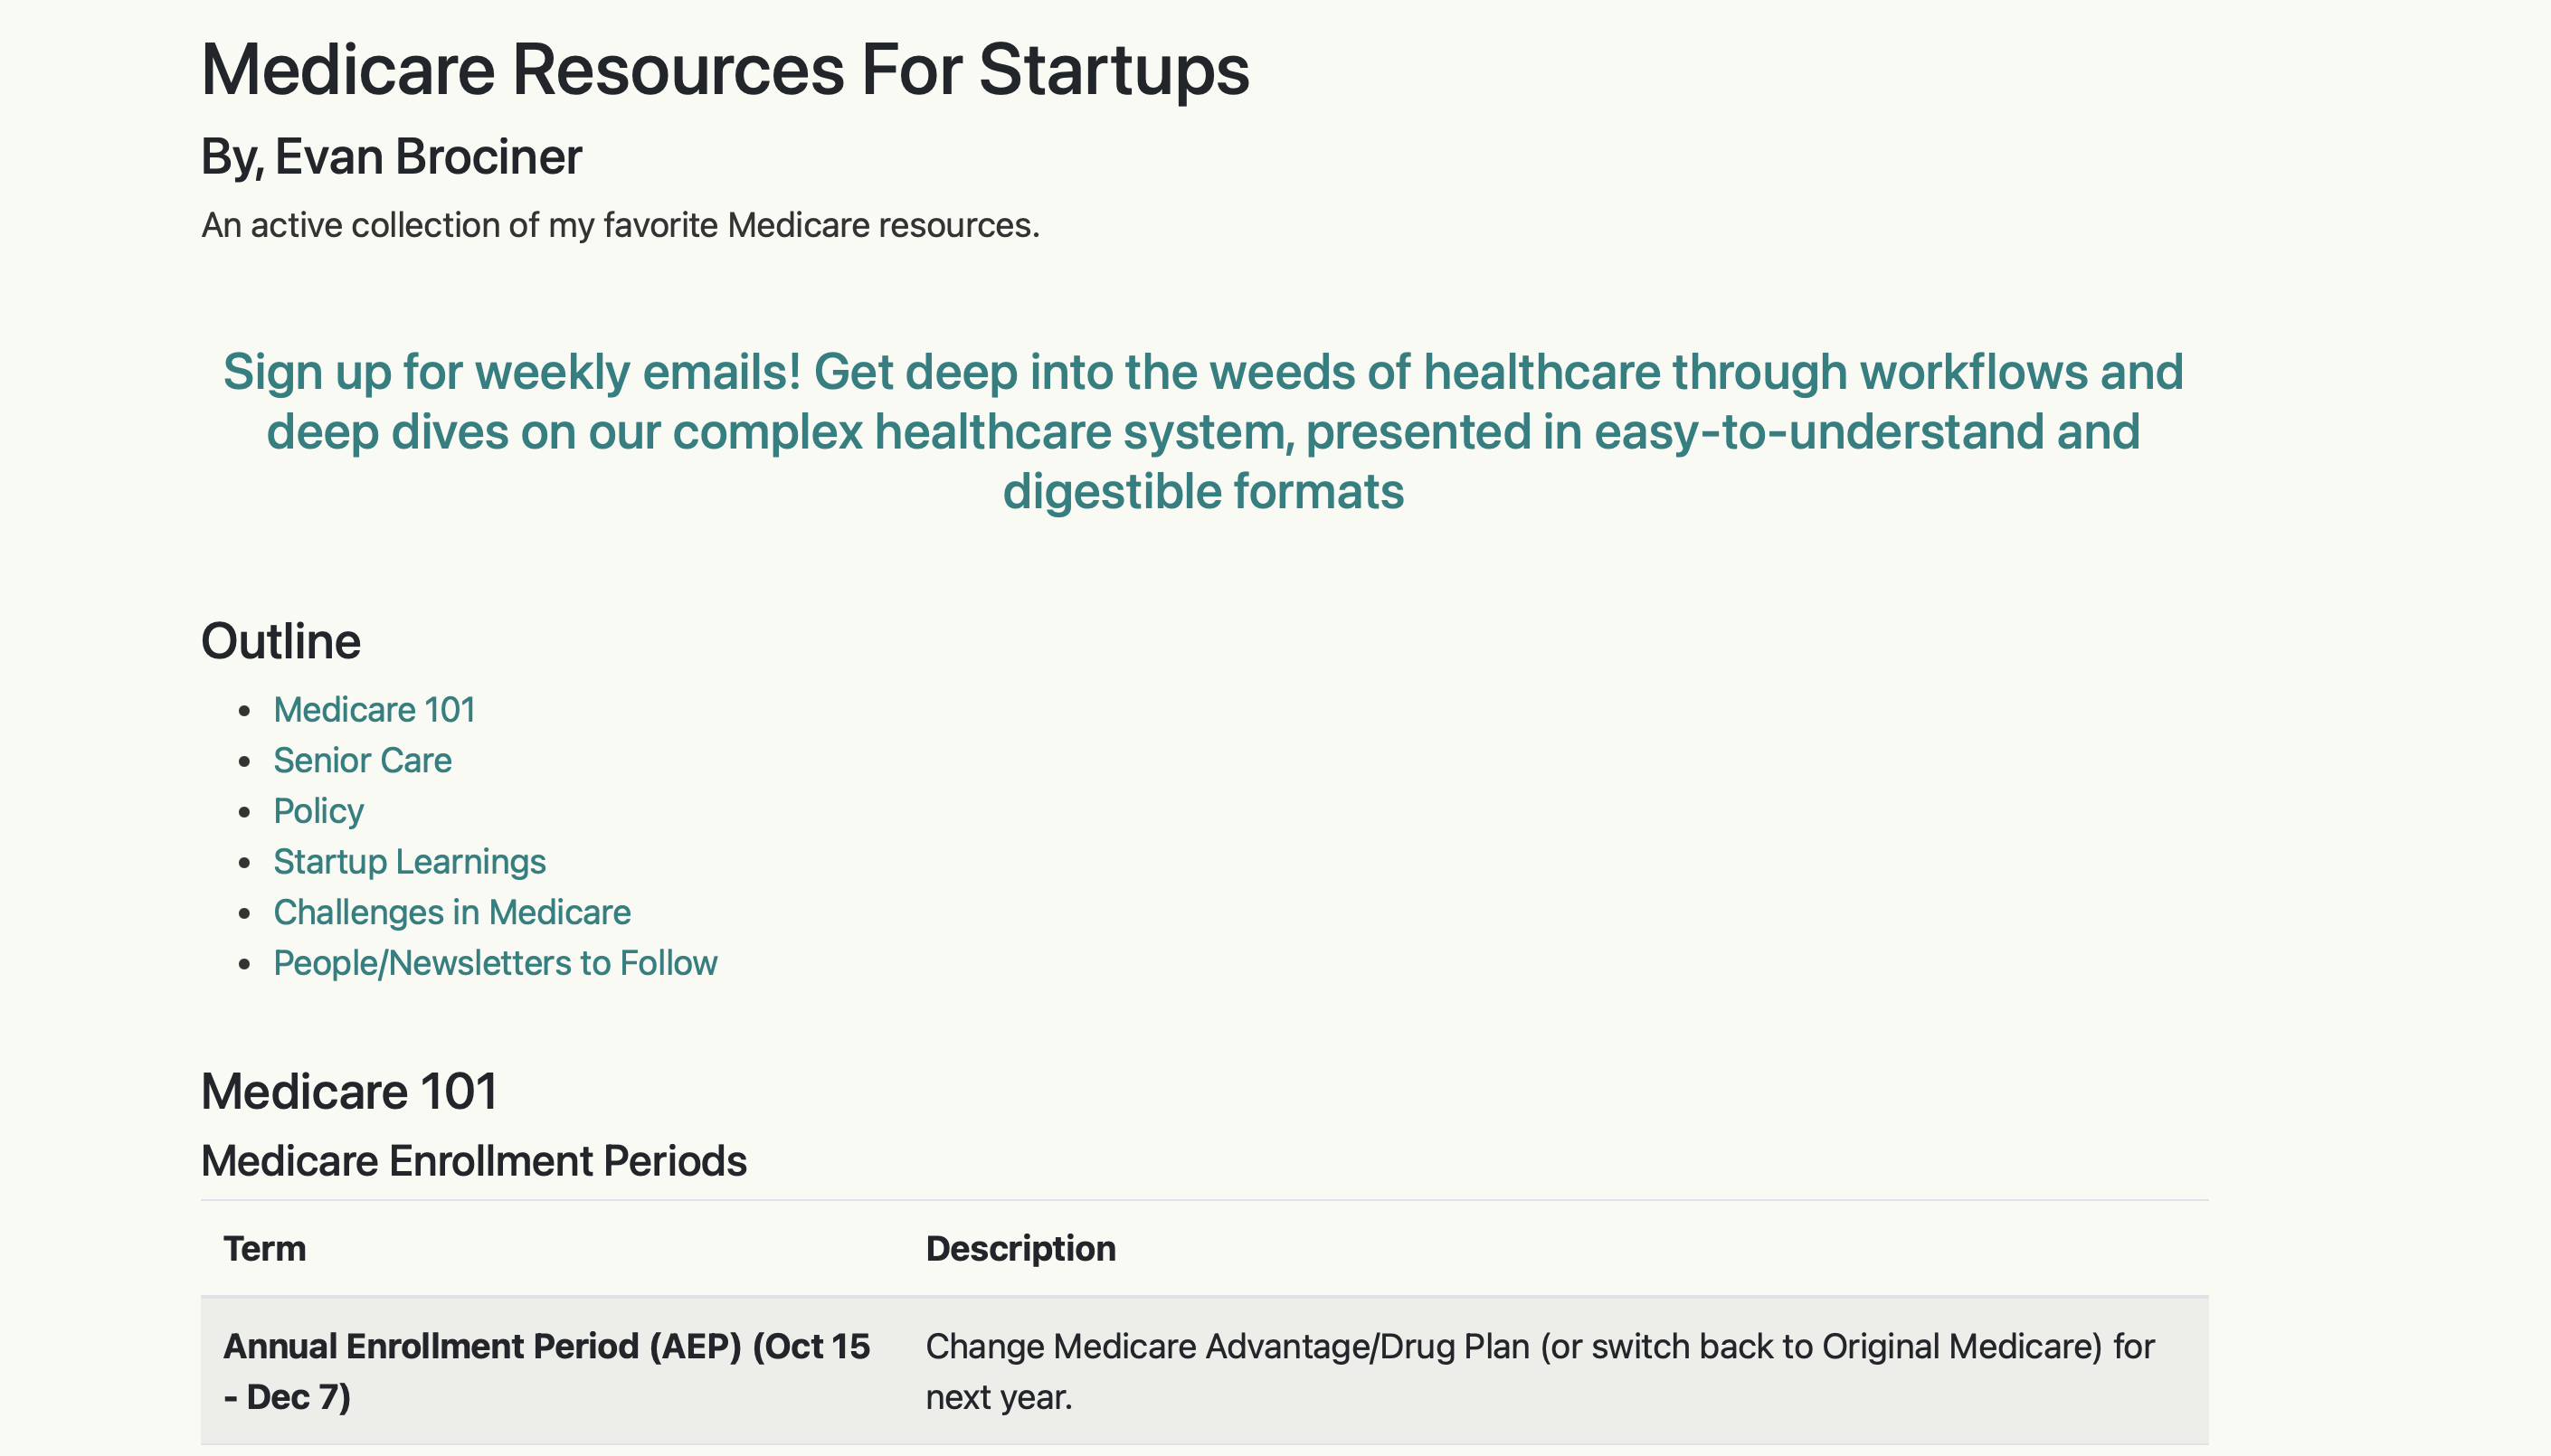 Medicare Resources For Startups
By, Evan Brociner
An active collection of my favorite Medicare resources.
Sign up for weekly emails! Get deep into the weeds of healthcare through workflows and
deep dives on our complex healthcare system, presented in easy-to-understand and
digestible formats
Outline
• Medicare 101
• Senior Care
• Policy
• Startup Learnings
• Challenges in Medicare
• People/Newsletters to Follow
Medicare 101
Medicare Enrollment Periods
Term Description
Annual Enrollment Period (AEP) (Oct 15 Change Medicare Advantage/Drug Plan (or switch back to Original Medicare) for
- Dec 7) next year.